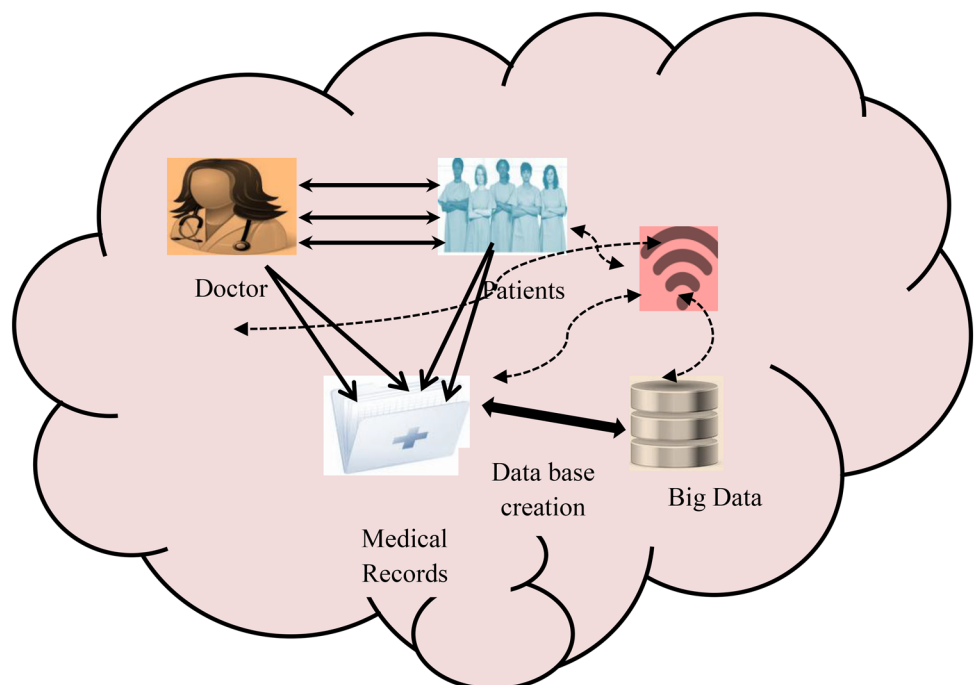 Doctor
Patients
Data base
creation
Big Data
Medical
Records